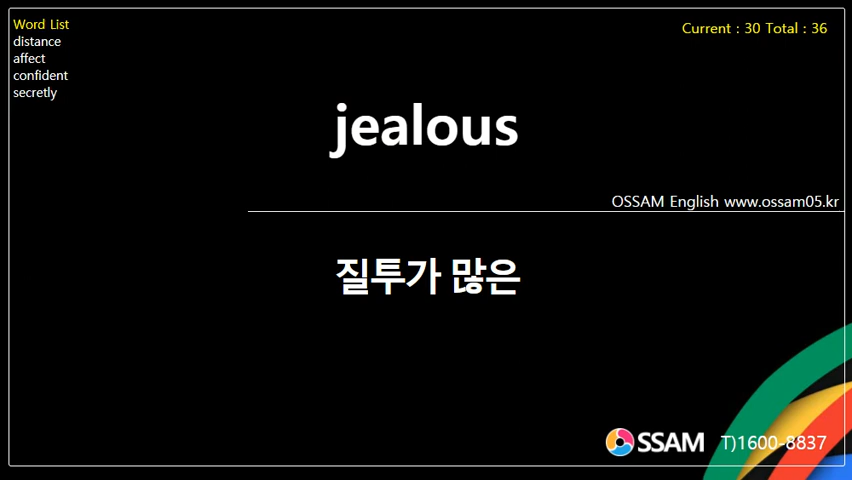 Word List
distance
affect
confident
secretly
Current : 30 Total : 36
jealous
OSSAM English www.ossam05.kr
질투가 많은
OSSAM T)1600-8837